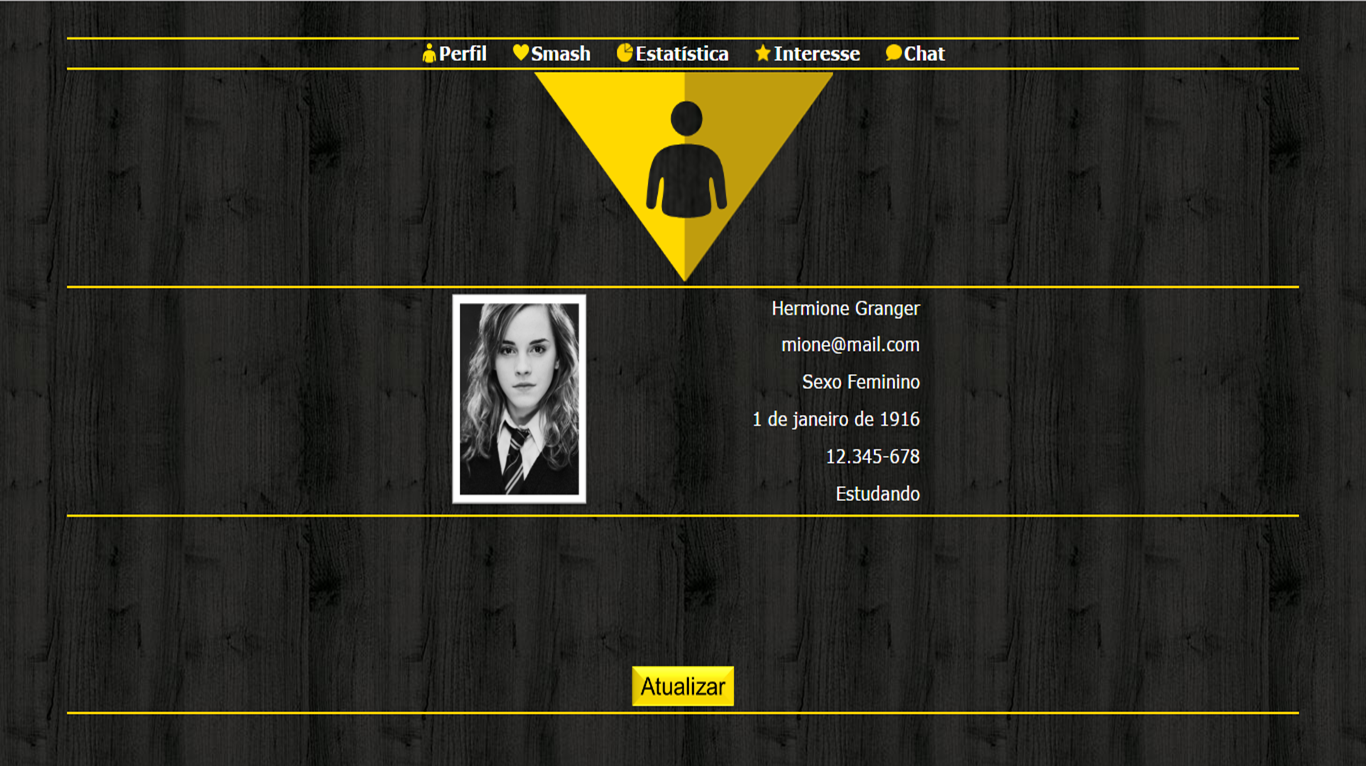 Perfil Smash Estatística Interesse Chat
Hermione Granger
mione@mail.com
Sexo Feminino
1 de janeiro de 1916
12.345-678
Estudando
Atualizar